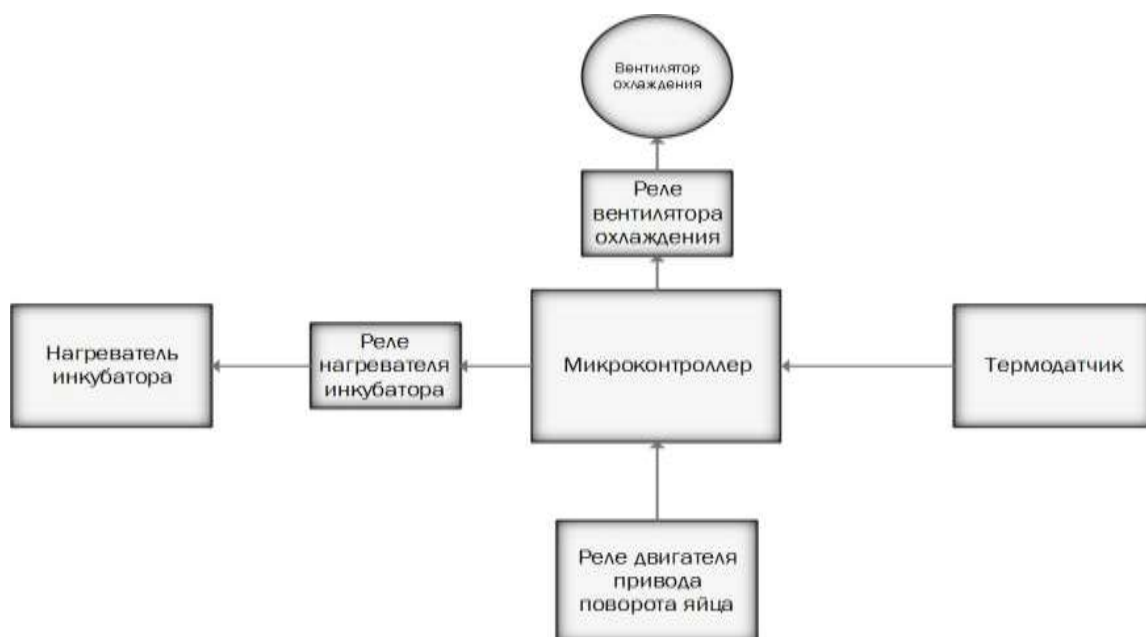 Вентилятор
охлаждения
Реле
вентилятора
охлаждения
Нагреватель
инкубатора
Реле
нагревателя
инкубатора
Микроконтроллер
Термодатчик
Реле двигателя
привода
поворота яйца